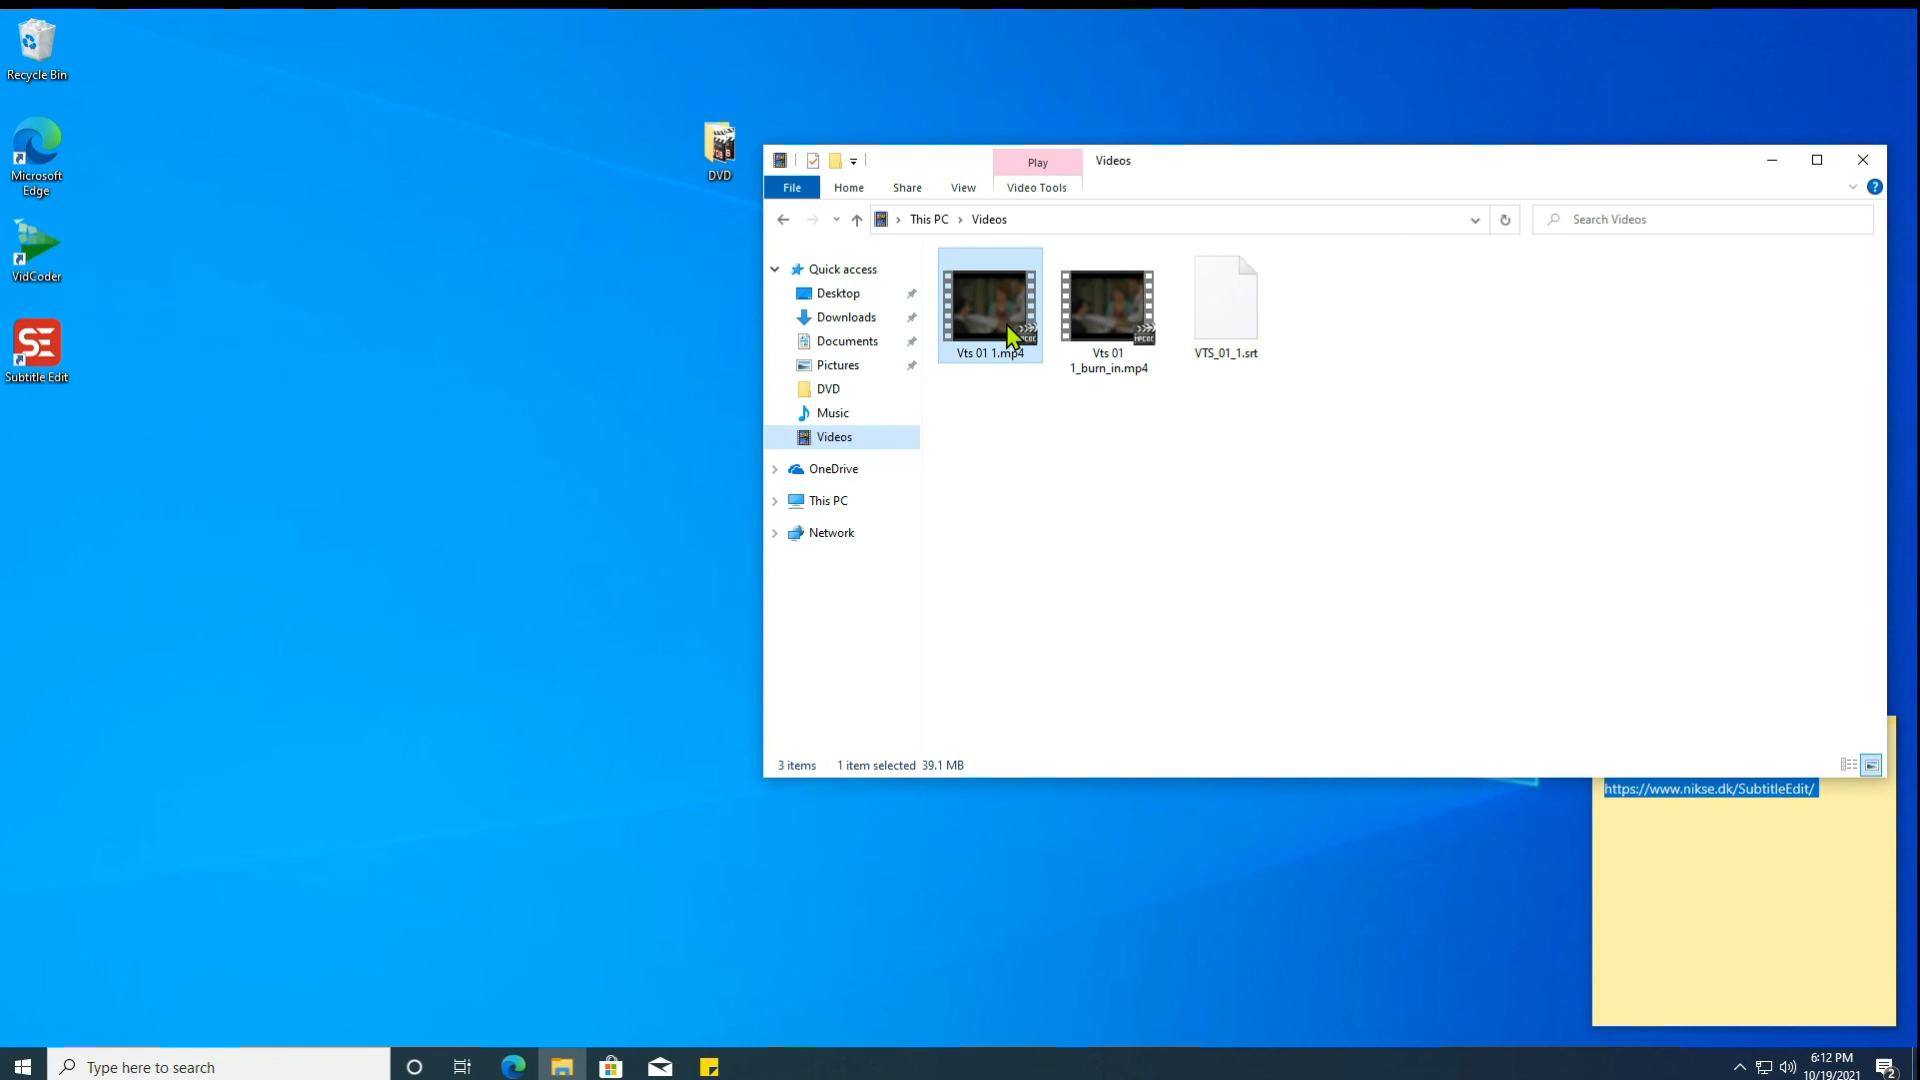 Recycle Bin
Microsoft
Edge
VidCoder
SE
Subtitle Edit
DVD
Play
Videos
File
Home
Share
View
Video Tools
This PC
Videos
Search Videos
Quick access
Desktop
Downloads
Documents
Pictures
DVD
Music
Videos
OneDrive
This PC
Network
Vts 01 1.mp4
Vts 01
1_burn_in.mp4
VTS_01_1.srt
3 items
1 item selected 39.1 MB
https://www.nikse.dk/SubtitleEdit/
Type here to search
6:12 PM
10/19/2021
2